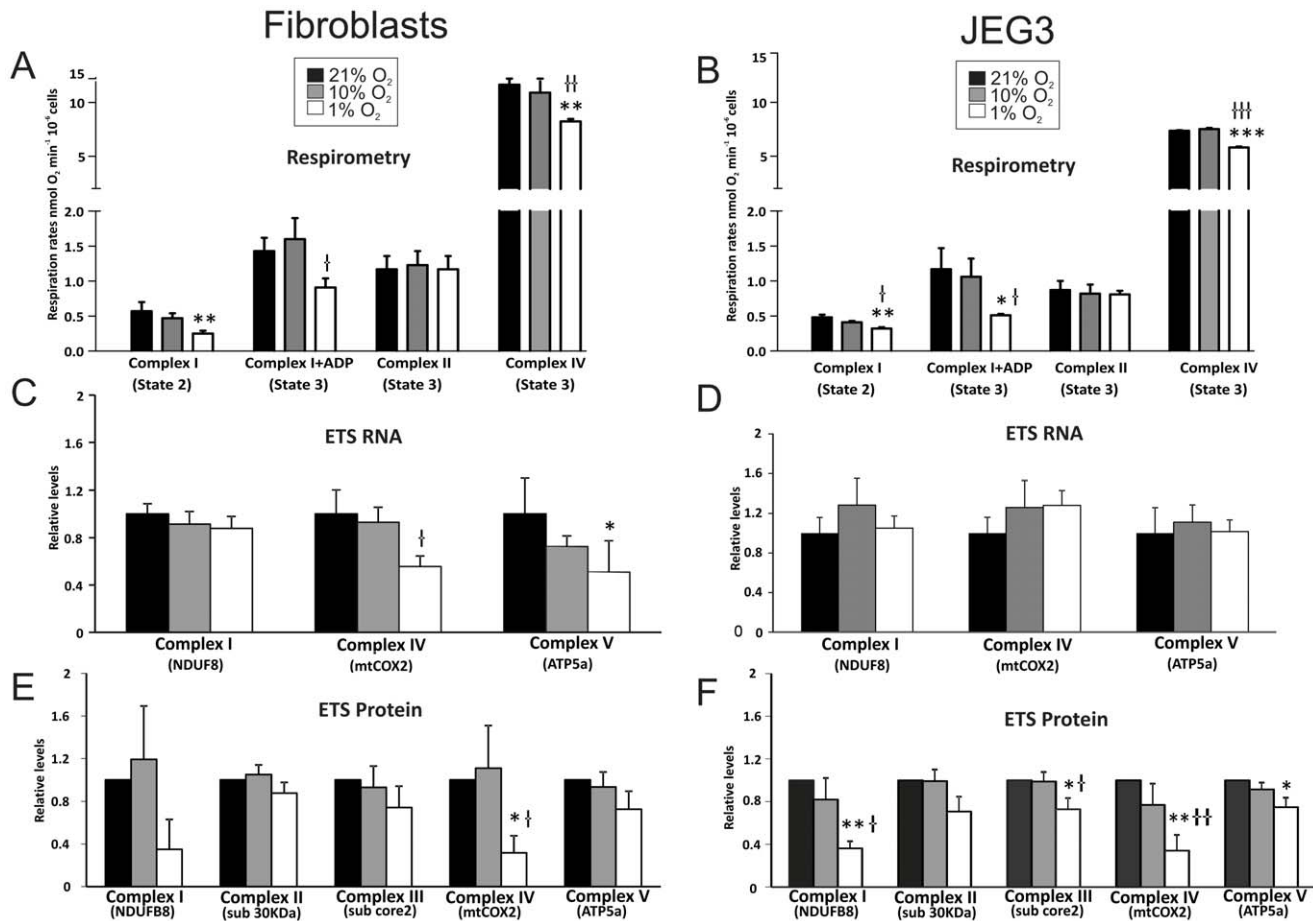 Fibroblasts
JEG3
A
15
10
5
2.0
1.5
1.0
0.5
0.0
Respiration rates nmol O₂ min⁻¹ 10⁻⁶ cells
21% O₂
10% O₂
1% O₂
Respirometry
**
ƚ
ƚƚ
**
Complex I
(State 2)
Complex I+ADP
(State 3)
Complex II
(State 3)
Complex IV
(State 3)
B
15
10
5
2.0
1.5
1.0
0.5
0.0
Respiration rates nmol O₂ min⁻¹ 10⁻⁶ cells
21% O₂
10% O₂
1% O₂
Respirometry
ƚ
**
* ƚ
ƚƚƚ
***
Complex I
(State 2)
Complex I+ADP
(State 3)
Complex II
(State 3)
Complex IV
(State 3)
C
2
1.6
1.2
0.8
0.4
0
Relative levels
ETS RNA
ƚ
*
Complex I
(NDUF8)
Complex IV
(mtCOX2)
Complex V
(ATP5a)
D
2
1.6
1.2
0.8
0.4
0
Relative levels
ETS RNA
Complex I
(NDUF8)
Complex IV
(mtCOX2)
Complex V
(ATP5a)
E
2
1.6
1.2
0.8
0.4
0
Relative levels
ETS Protein
* ƚ
Complex I
(NDUFB8)
Complex II
(sub 30KDa)
Complex III
(sub core2)
Complex IV
(mtCOX2)
Complex V
(ATP5a)
F
2
1.6
1.2
0.8
0.4
0
Relative levels
ETS Protein
** ƚ
* ƚ
** ƚƚ
*
Complex I
(NDUFB8)
Complex II
(sub 30KDa)
Complex III
(sub core2)
Complex IV
(mtCOX2)
Complex V
(ATP5a)